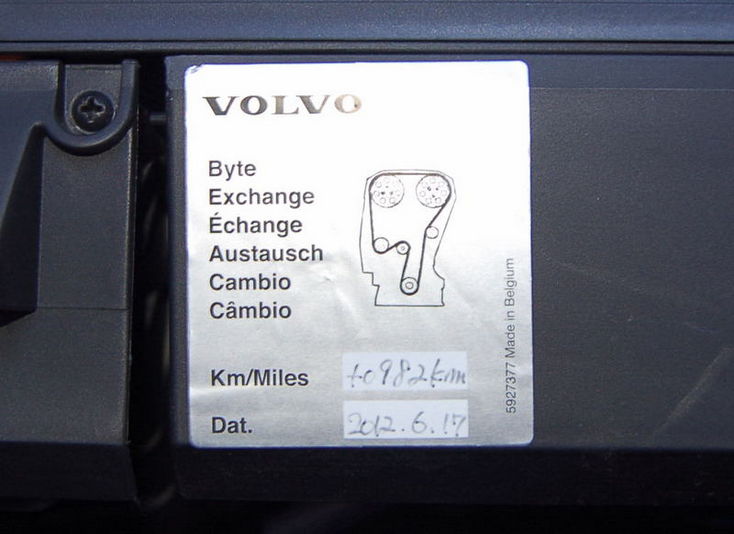 VOLVO
Byte
Exchange
Échange
Austausch
Cambio
Câmbio
Km/Miles
Dat. 2012.6.17
5927377 Made in Belgium